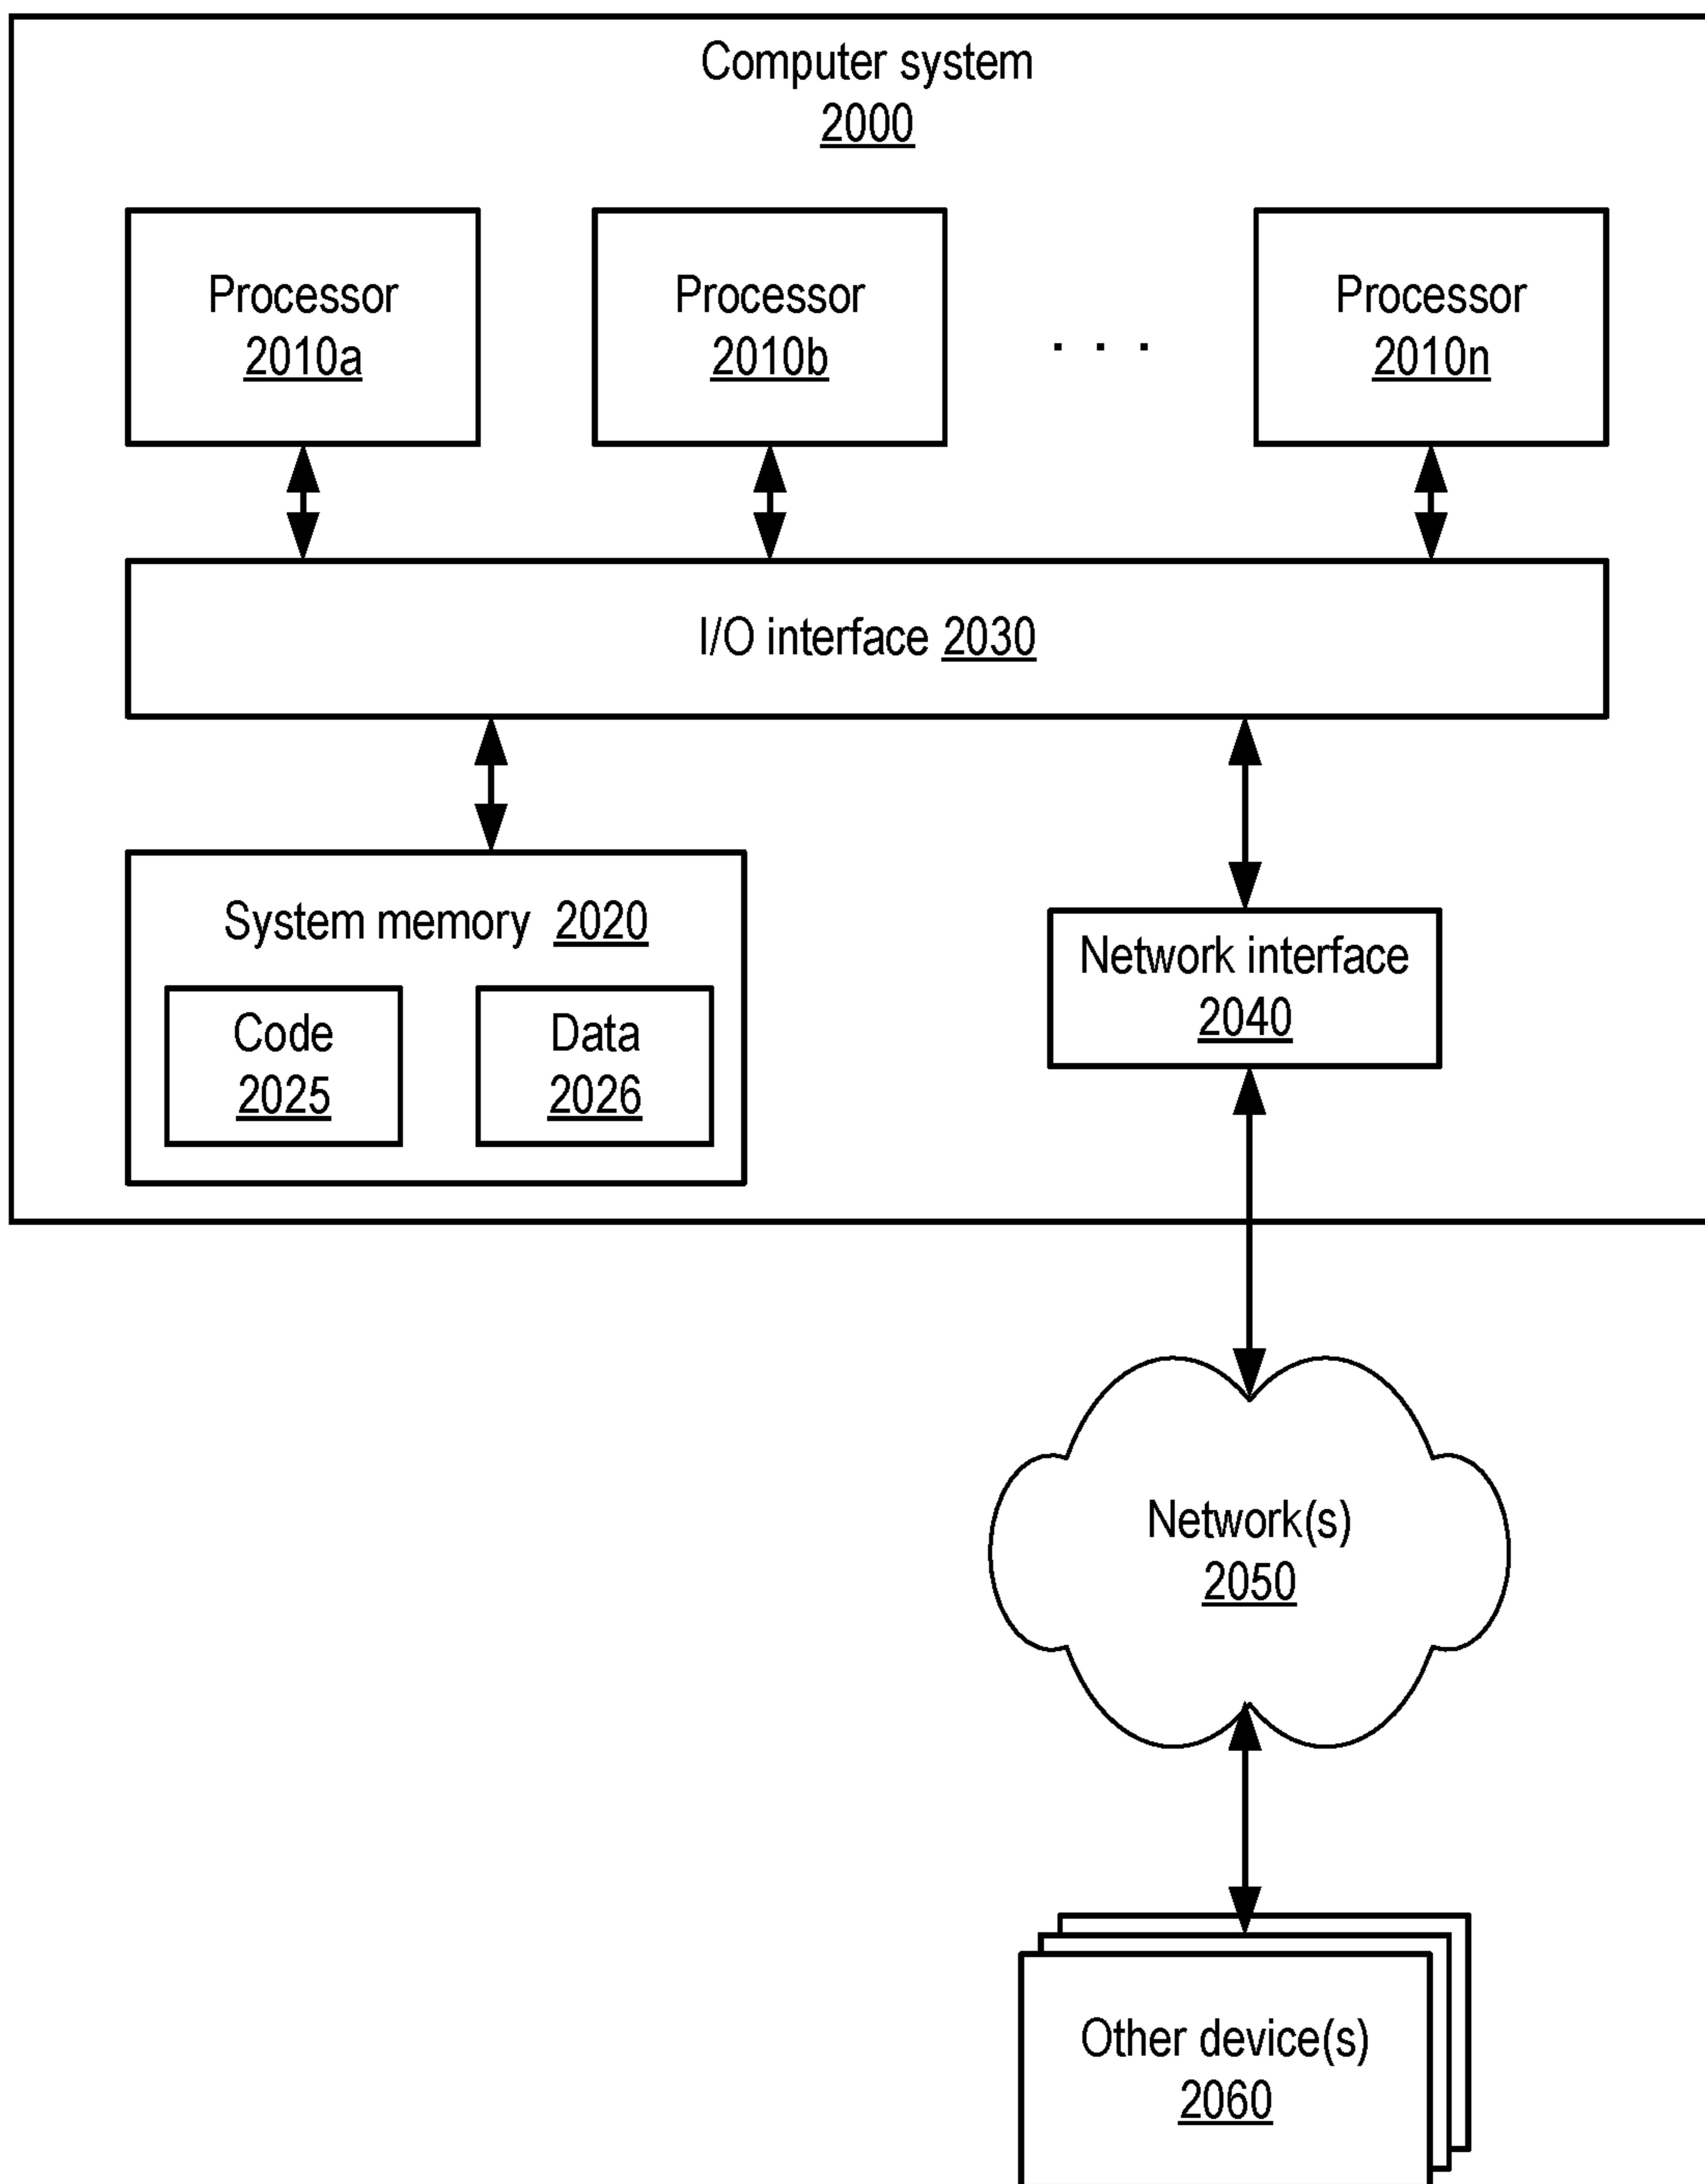 Computer system
2000
Processor
2010a
Processor
2010b
. . .
Processor
2010n
I/O interface 2030
System memory 2020
Code
2025
Data
2026
Network interface
2040
Network(s)
2050
Other device(s)
2060